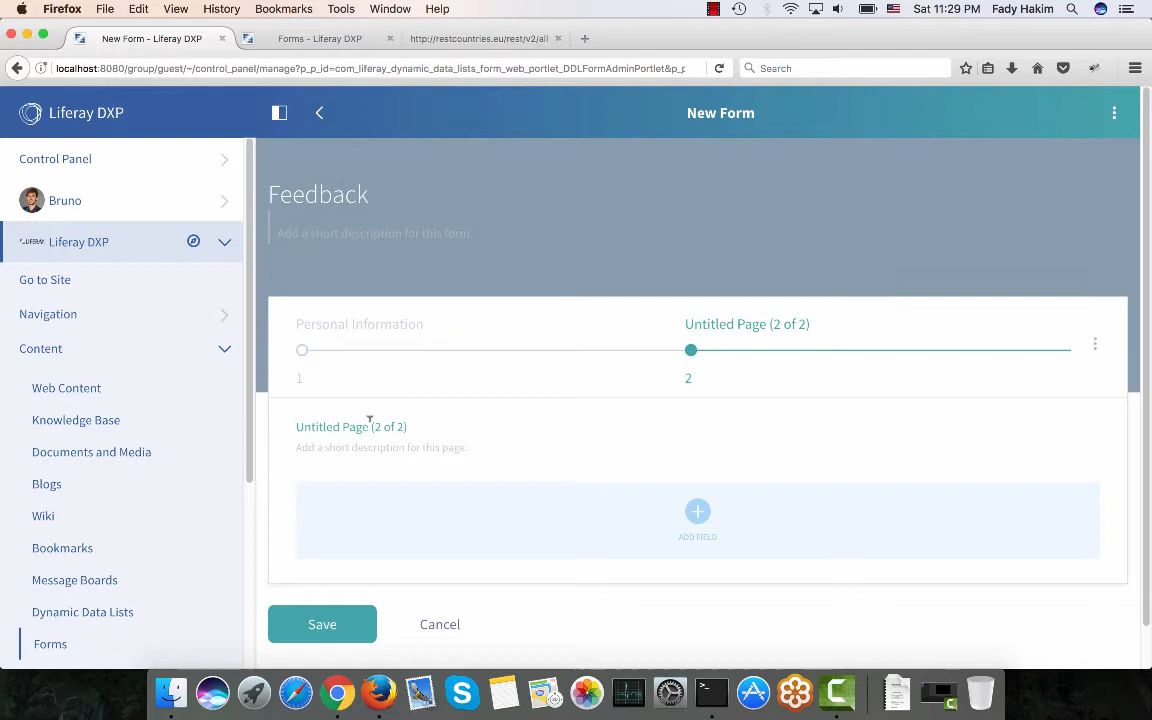 Firefox File Edit View History Bookmarks Tools Window Help Sat 11:29 PM Fady Hakim
New Form - Liferay DXP Forms - Liferay DXP http://restcountries.eu/rest/v2/all
localhost:8080/group/guest/~/control_panel/manage?p_p_id=com_liferay_dynamic_data_lists_form_web_portlet_DDLFormAdminPortlet&p_p Search
Liferay DXP
New Form
Control Panel
Bruno
Liferay DXP
Go to Site
Navigation
Content
Web Content
Knowledge Base
Documents and Media
Blogs
Wiki
Bookmarks
Message Boards
Dynamic Data Lists
Forms
Feedback
Add a short description for this form.
Personal Information
1
Untitled Page (2 of 2)
2
Untitled Page (2 of 2)
Add a short description for this page.
ADD FIELD
Save Cancel